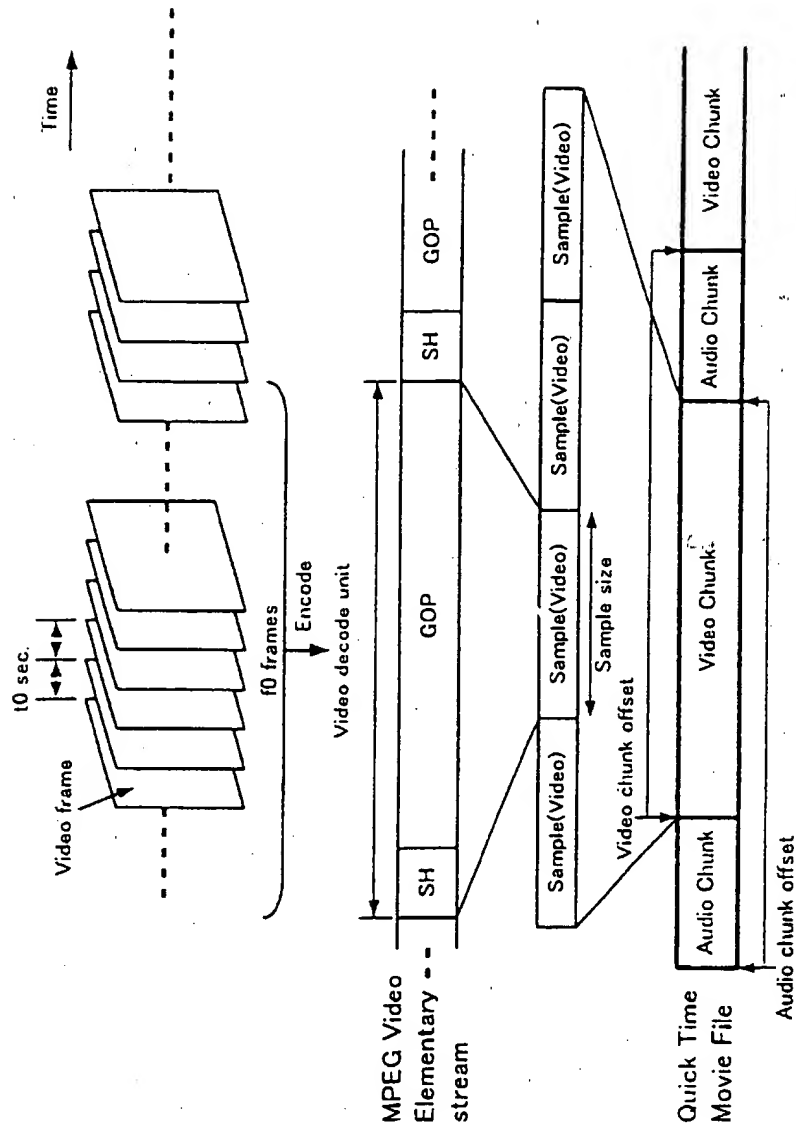 Time
t0 sec.
Video frame
f0 frames
Encode
Video decode unit
MPEG Video
Elementary
stream
SH
GOP
SH
GOP
Sample(Video)
Sample(Video)
Sample(Video)
Sample(Video)
Sample size
Video chunk offset
Quick Time
Movie File
Audio Chunk
Video Chunk
Audio Chunk
Video Chunk
Audio chunk offset